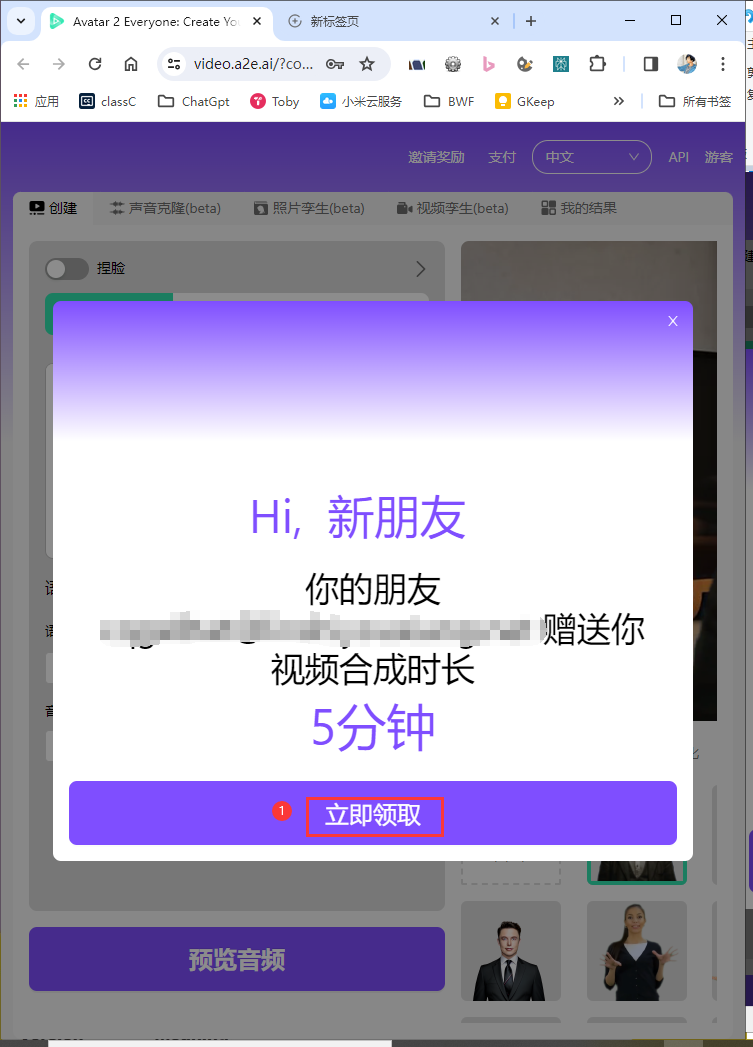 Avatar 2 Everyone: Create Yo
新标签页
video.a2e.ai/?co...
应用
classC
ChatGpt
Toby
小米云服务
BWF
GKeep
所有书签
邀请奖励
支付
中文
API
游客
创建
声音克隆(beta)
照片孪生(beta)
视频孪生(beta)
我的结果
捏脸
Hi, 新朋友
你的朋友
赠送你
视频合成时长
5分钟
1
立即领取
预览音频